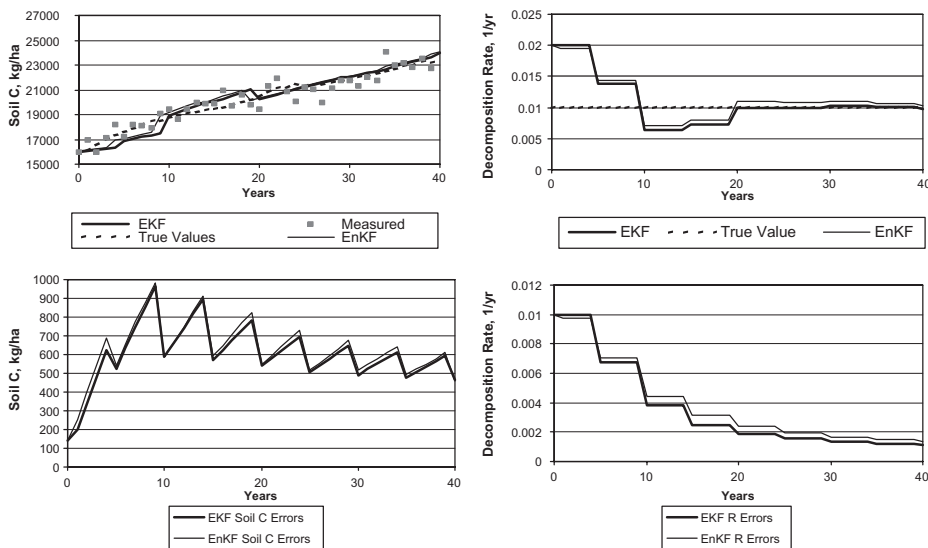 Soil C, kg/ha
27000
25000
23000
21000
19000
17000
15000
0
10
20
30
40
Years
EKF
Measured
True Values
EnKF
Decomposition Rate, 1/yr
0.025
0.02
0.015
0.01
0.005
0
0
10
20
30
40
Years
EKF
True Value
EnKF
Soil C, kg/ha
1000
900
800
700
600
500
400
300
200
100
0
0
10
20
30
40
Years
EKF Soil C Errors
EnKF Soil C Errors
Decomposition Rate, 1/yr
0.012
0.01
0.008
0.006
0.004
0.002
0
0
10
20
30
40
Years
EKF R Errors
EnKF R Errors